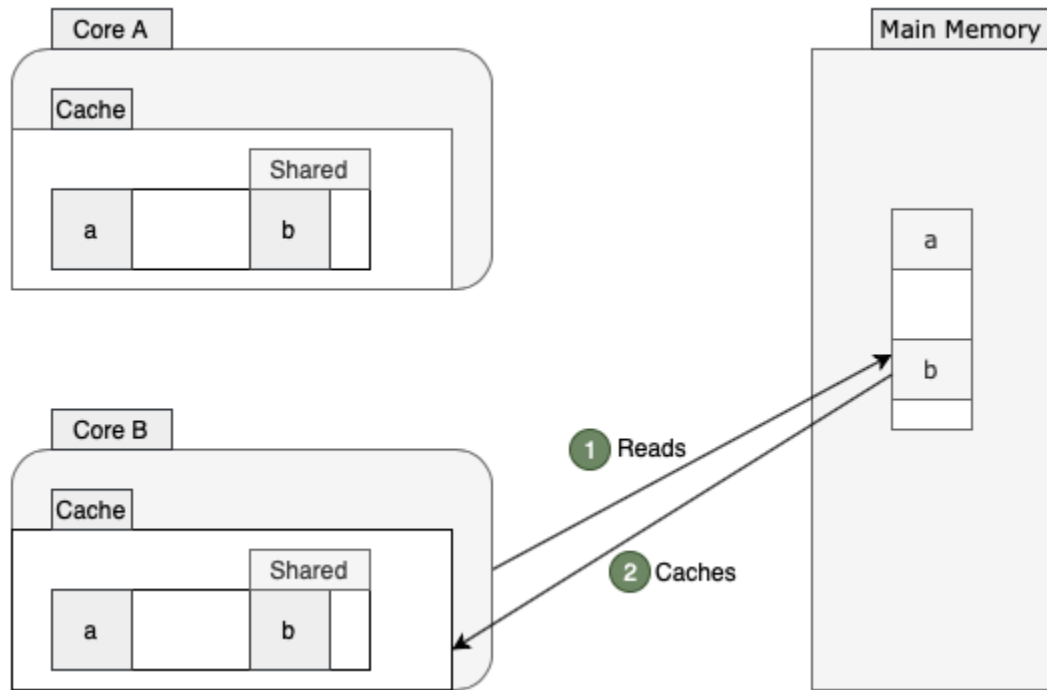 Core A
Main Memory
Cache
Shared
a
b
a
b
Core B
1 Reads
Cache
2 Caches
Shared
a
b